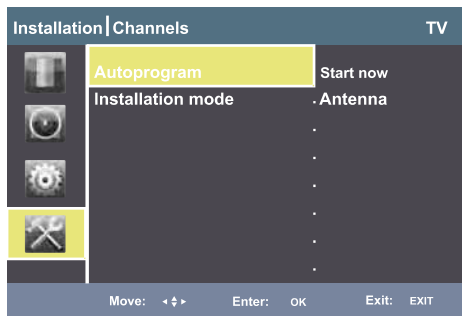 Installation|Channels TV
Autoprogram Start now
Installation mode . Antenna
Move: Enter: OK Exit: EXIT